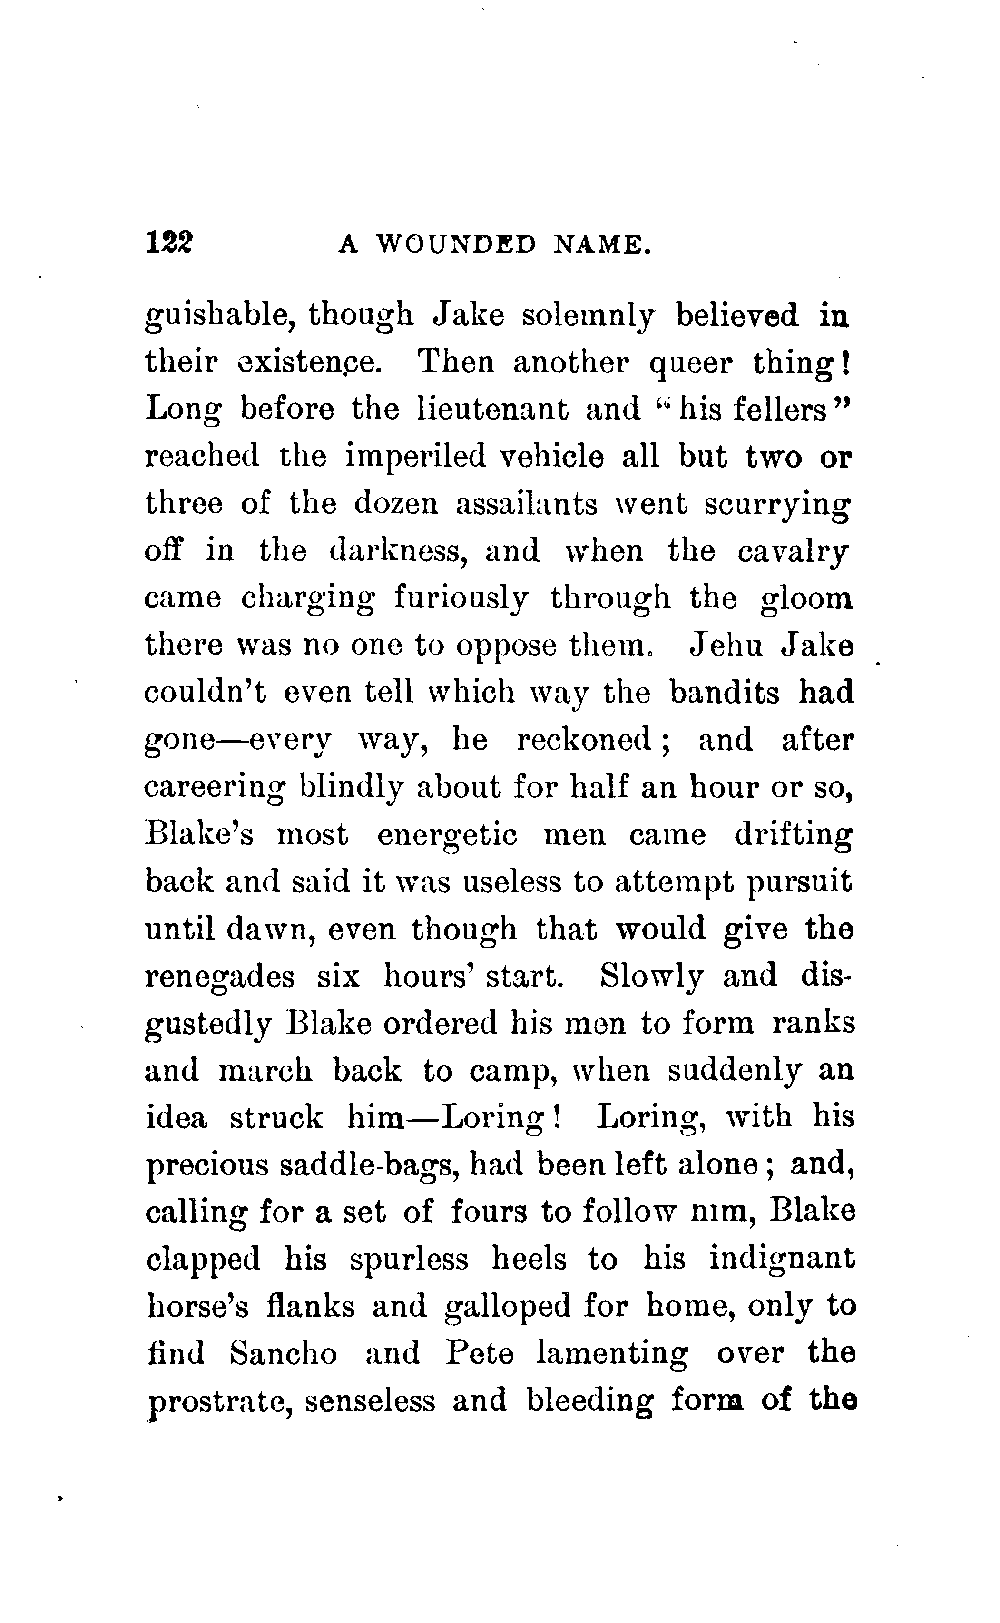 122 A WOUNDED NAME.
guishable, though Jake solemnly believed in
their existence. Then another queer thing!
Long before the lieutenant and “his fellers”
reached the imperiled vehicle all but two or
three of the dozen assailants went scurrying
off in the darkness, and when the cavalry
came charging furiously through the gloom
there was no one to oppose them. Jehu Jake
couldn’t even tell which way the bandits had
gone—every way, he reckoned; and after
careering blindly about for half an hour or so,
Blake’s most energetic men came drifting
back and said it was useless to attempt pursuit
until dawn, even though that would give the
renegades six hours’ start. Slowly and dis-
gustedly Blake ordered his men to form ranks
and march back to camp, when suddenly an
idea struck him—Loring! Loring, with his
precious saddle-bags, had been left alone; and,
calling for a set of fours to follow him, Blake
clapped his spurless heels to his indignant
horse’s flanks and galloped for home, only to
find Sancho and Pete lamenting over the
prostrate, senseless and bleeding form of the